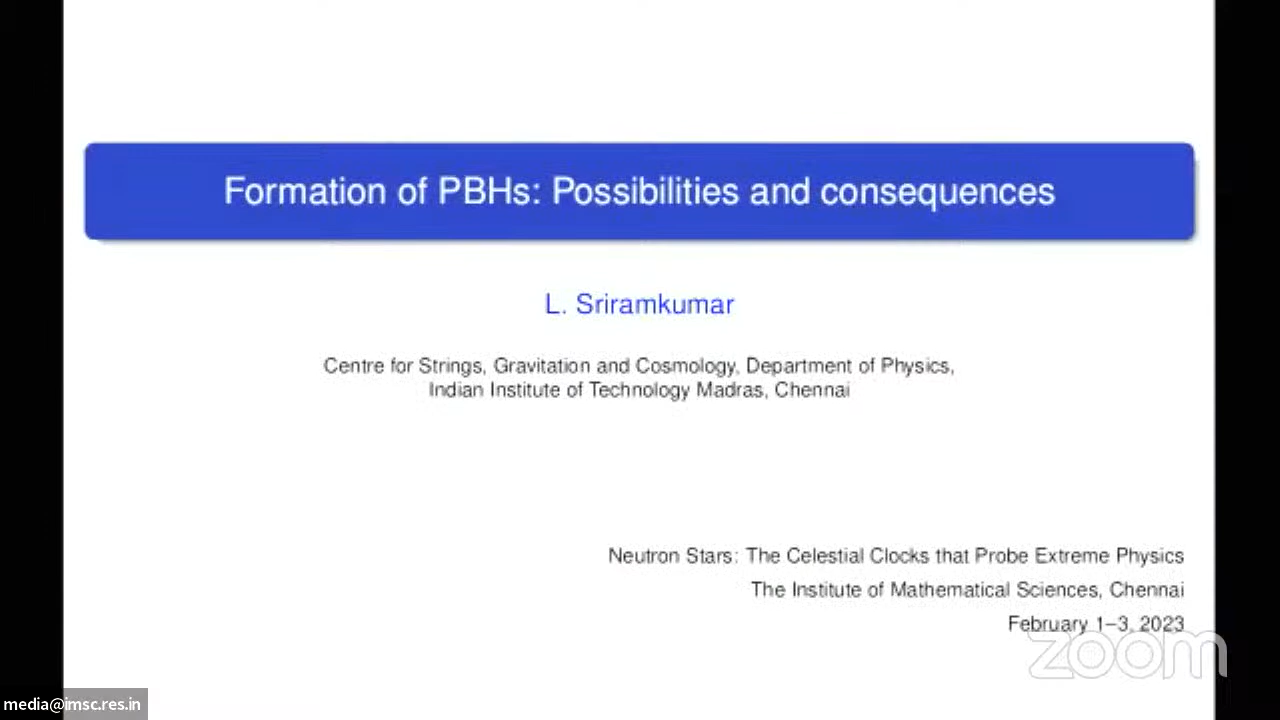 Formation of PBHs: Possibilities and consequences
L. Sriramkumar
Centre for Strings, Gravitation and Cosmology, Department of Physics,
Indian Institute of Technology Madras, Chennai
Neutron Stars: The Celestial Clocks that Probe Extreme Physics
The Institute of Mathematical Sciences, Chennai
February 1–3, 2023
zoom
media@imsc.res.in